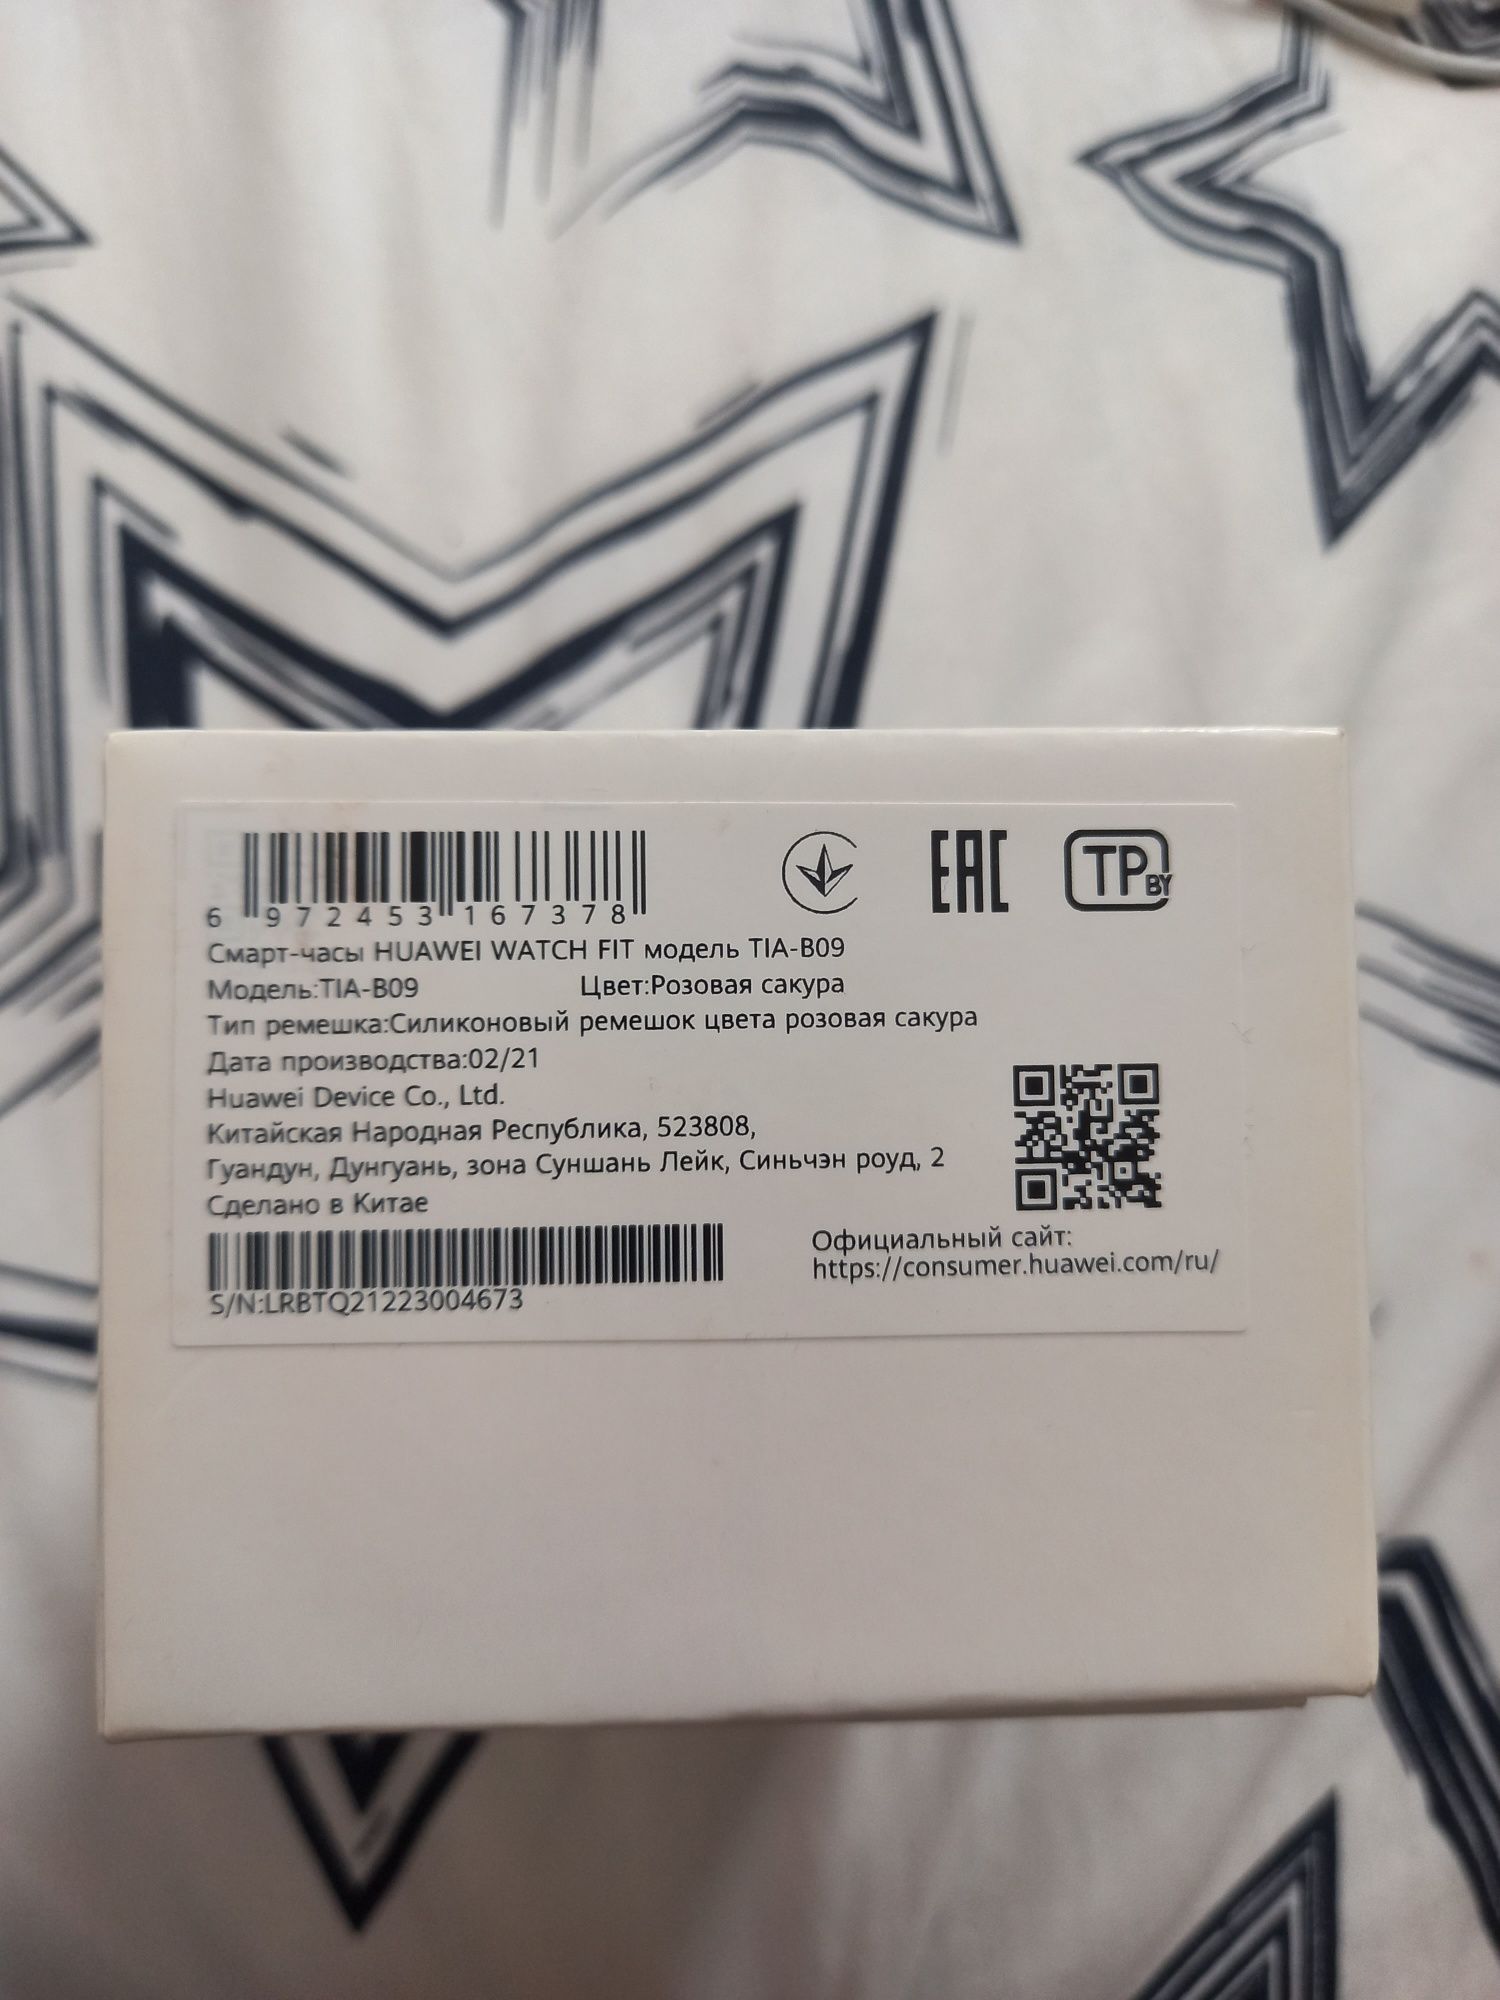 EAC
TP BY
6 972453 167378
Смарт-часы HUAWEI WATCH FIT модель TIA-B09
Модель:TIA-B09 Цвет:Розовая сакура
Тип ремешка:Силиконовый ремешок цвета розовая сакура
Дата производства:02/21
Huawei Device Co., Ltd.
Китайская Народная Республика, 523808,
Гуандун, Дунгуань, зона Суншань Лейк, Синьчэн роуд, 2
Сделано в Китае
S/N:LRBTQ21223004673
Официальный сайт:
https://consumer.huawei.com/ru/